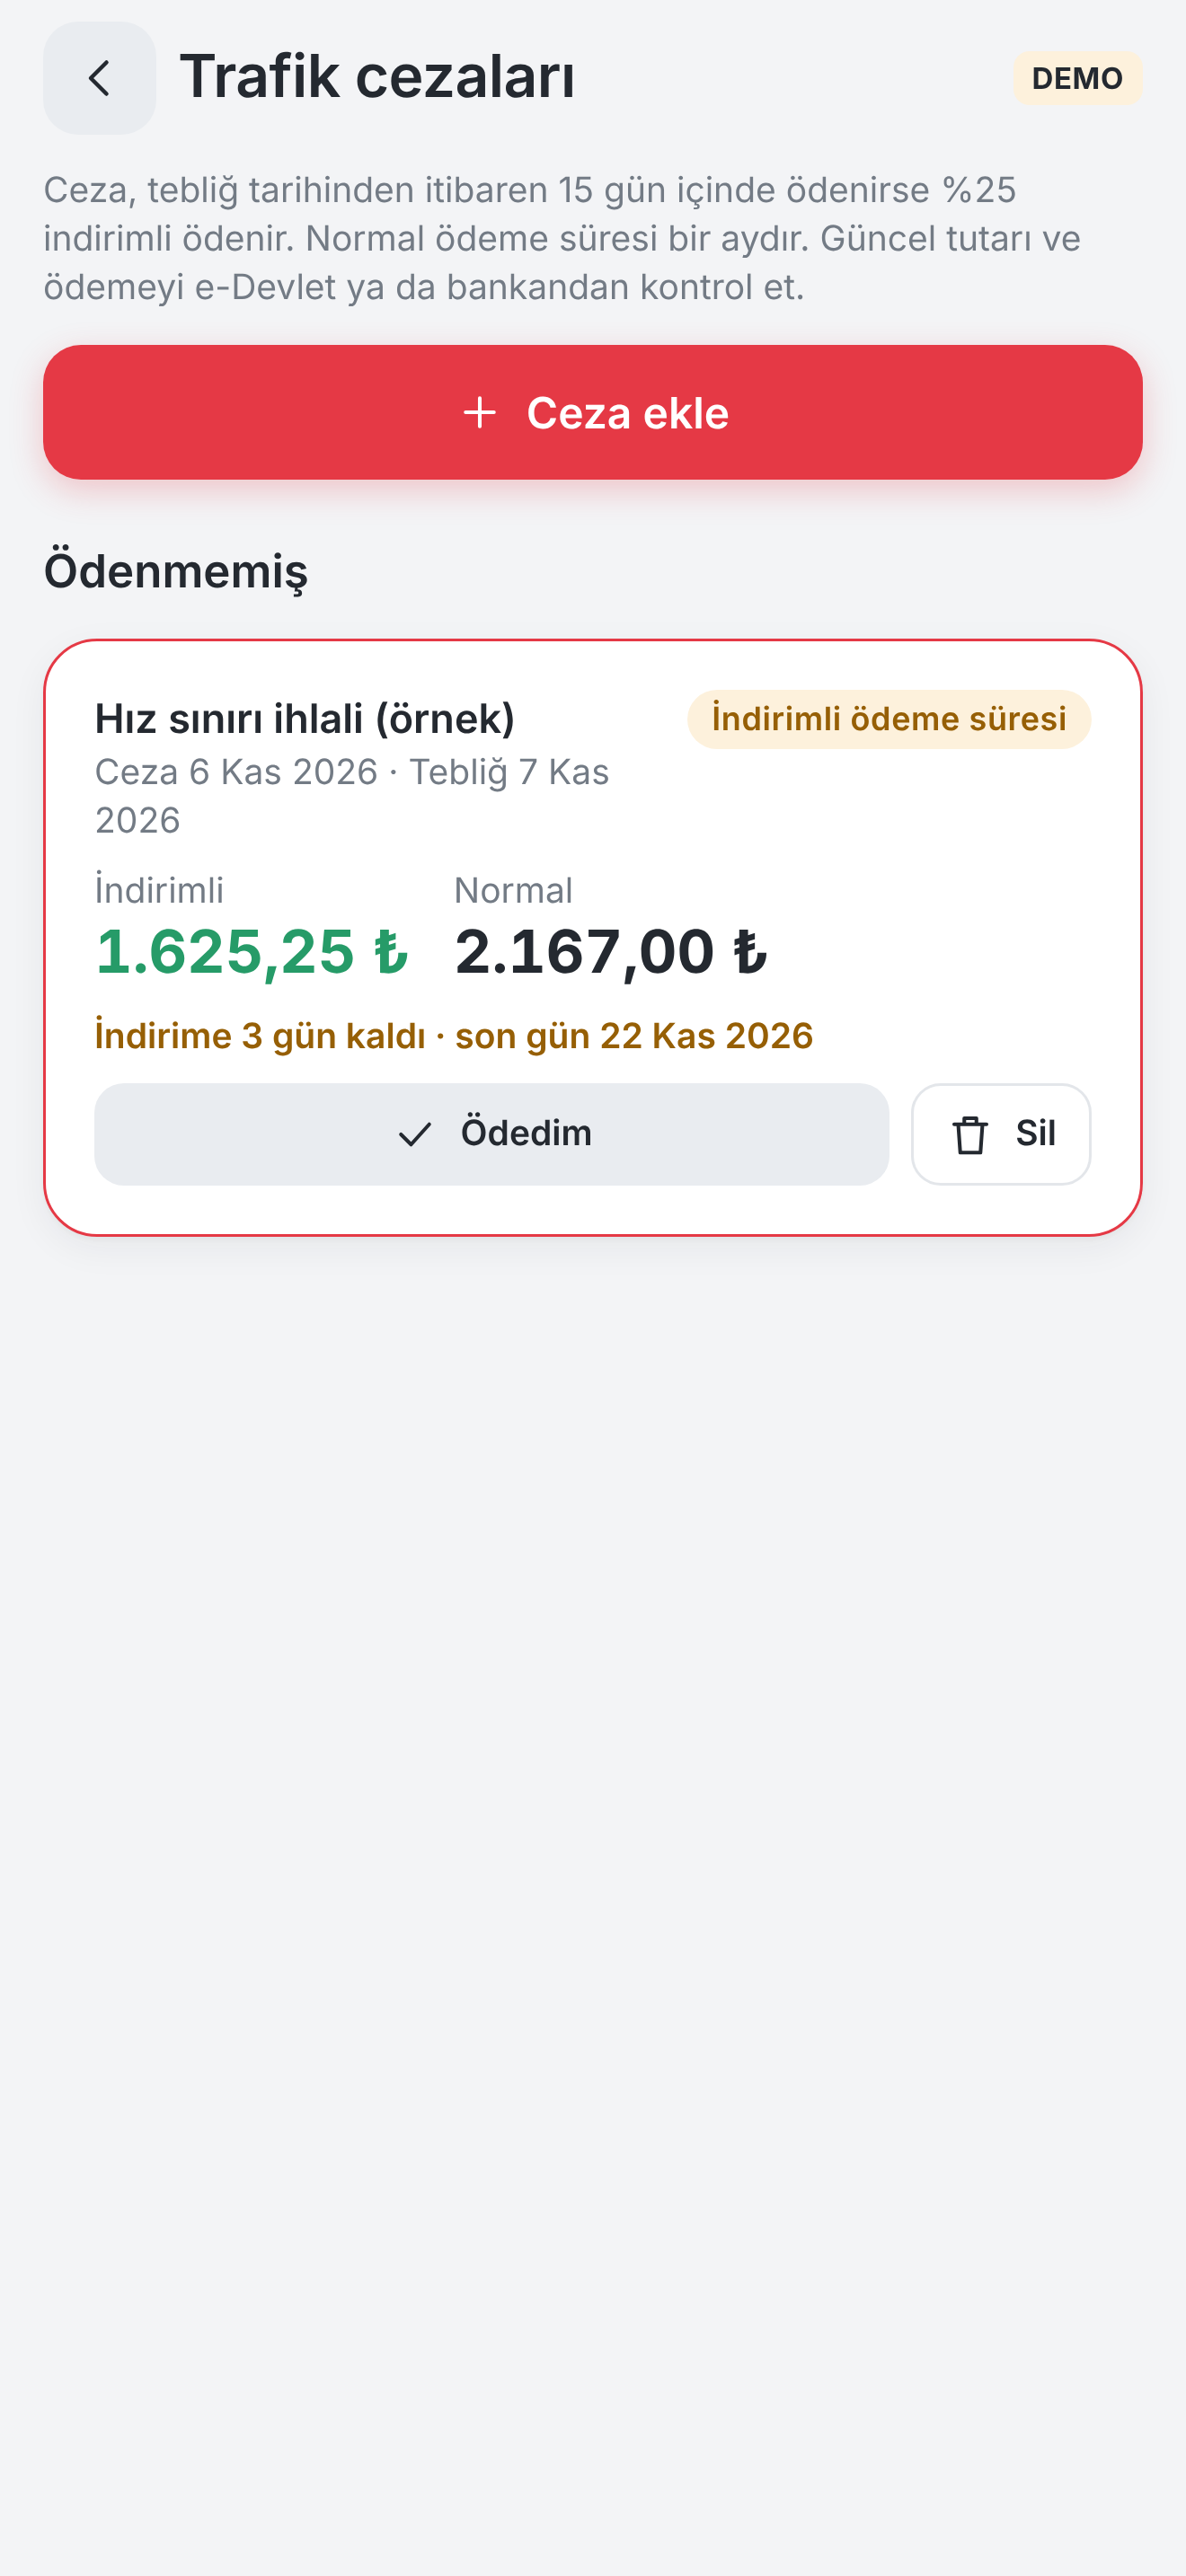 Trafik cezaları
DEMO
Ceza, tebliğ tarihinden itibaren 15 gün içinde ödenirse %25
indirimli ödenir. Normal ödeme süresi bir aydır. Güncel tutarı ve
ödemeyi e-Devlet ya da bankandan kontrol et.
+ Ceza ekle
Ödenmemiş
Hız sınırı ihlali (örnek)
İndirimli ödeme süresi
Ceza 6 Kas 2026 · Tebliğ 7 Kas
2026
İndirimli
Normal
1.625,25 ₺
2.167,00 ₺
İndirime 3 gün kaldı · son gün 22 Kas 2026
Ödedim
Sil